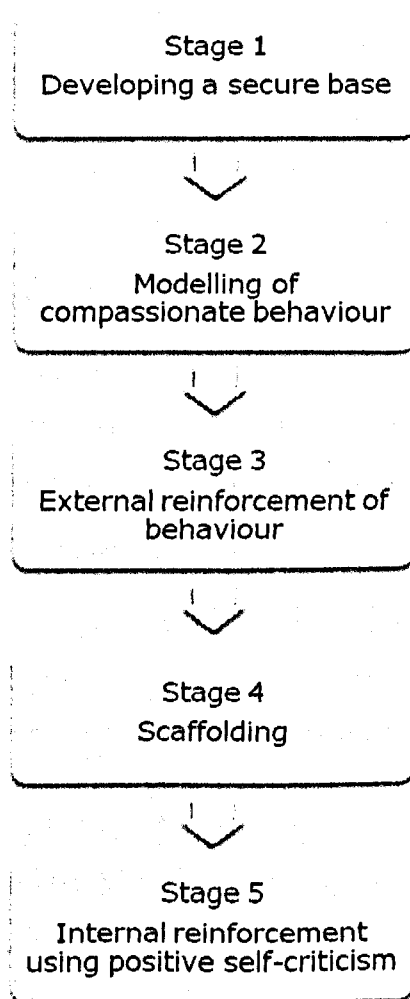 Stage 1
Developing a secure base
Stage 2
Modelling of
compassionate behaviour
Stage 3
External reinforcement of
behaviour
Stage 4
Scaffolding
Stage 5
Internal reinforcement
using positive self-criticism